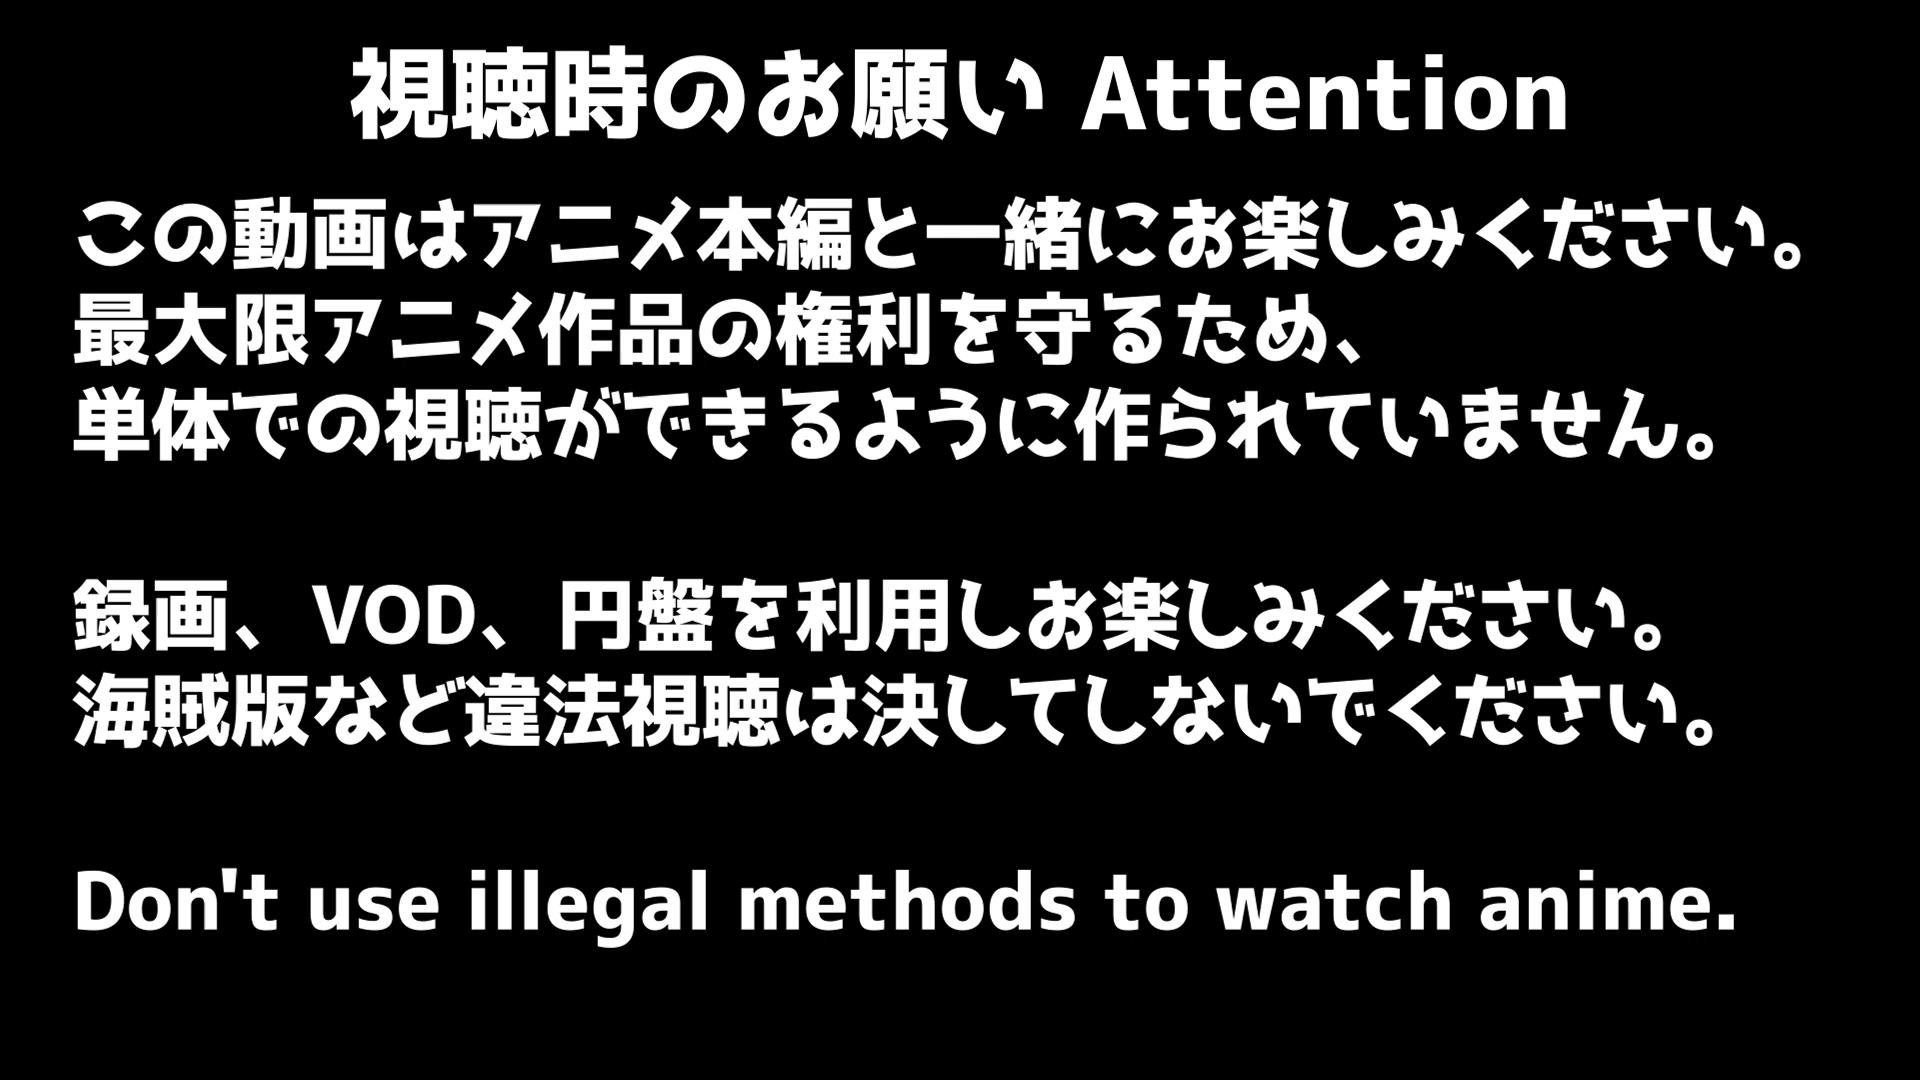 視聴時のお願い Attention
この動画はアニメ本編と一緒にお楽しみください。
最大限アニメ作品の権利を守るため、
単体での視聴ができるように作られていません。
録画、VOD、円盤を利用しお楽しみください。
海賊版など違法視聴は決してしないでください。
Don't use illegal methods to watch anime.